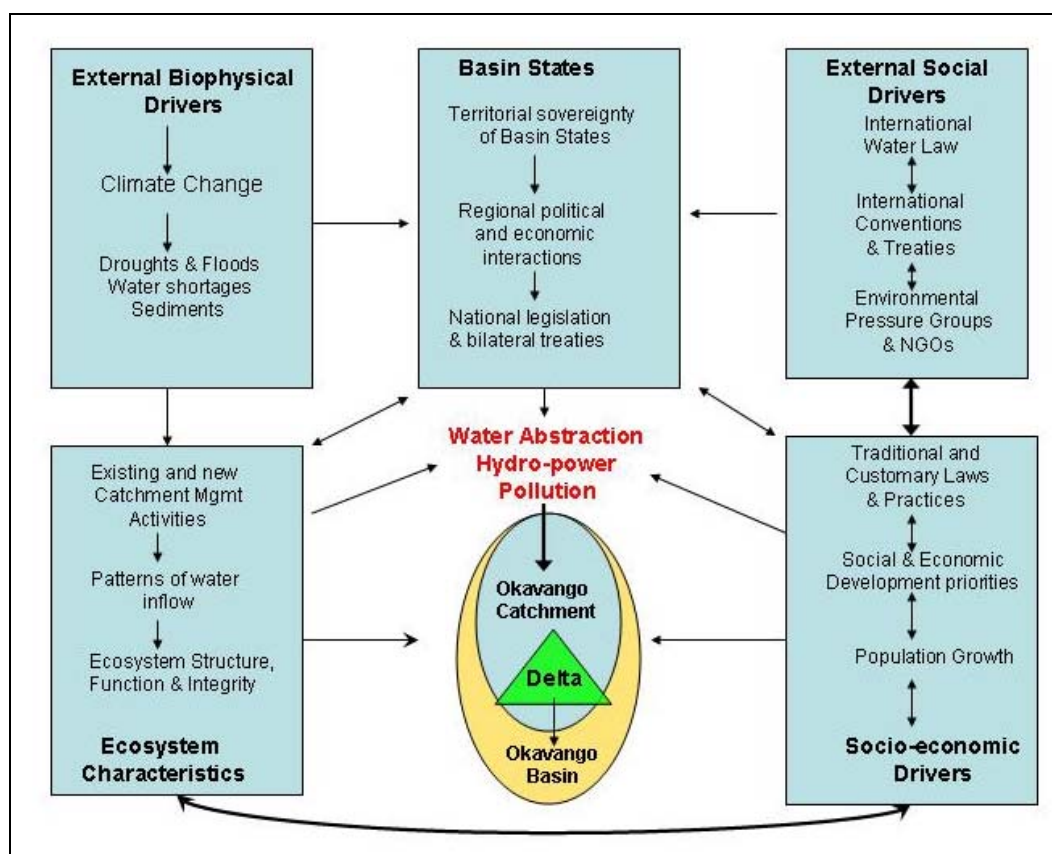 External Biophysical
Drivers
Climate Change
Droughts & Floods
Water shortages
Sediments
Basin States
Territorial sovereignty
of Basin States
Regional political
and economic
interactions
National legislation
& bilateral treaties
External Social
Drivers
International
Water Law
International
Conventions
& Treaties
Environmental
Pressure Groups
& NGOs
Existing and new
Catchment Mgmt
Activities
Patterns of water
inflow
Ecosystem Structure,
Function & Integrity
Ecosystem
Characteristics
Water Abstraction
Hydro-power
Pollution
Okavango
Catchment
Delta
Okavango
Basin
Traditional and
Customary Laws
& Practices
Social & Economic
Development priorities
Population Growth
Socio-economic
Drivers